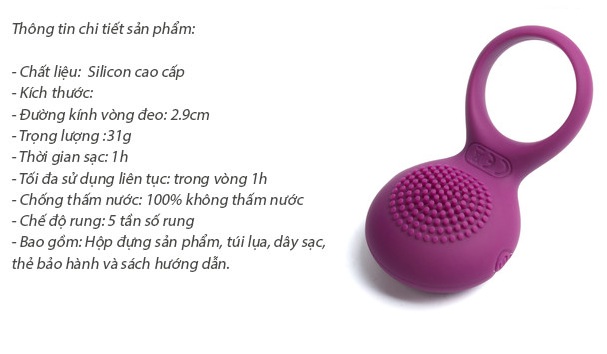 Thông tin chi tiết sản phẩm:
- Chất liệu: Silicon cao cấp
- Kích thước:
- Đường kính vòng đeo: 2.9cm
- Trọng lượng :31g
- Thời gian sạc: 1h
- Tối đa sử dụng liên tục: trong vòng 1h
- Chống thấm nước: 100% không thấm nước
- Chế độ rung: 5 tần số rung
- Bao gồm: Hộp đựng sản phẩm, túi lụa, dây sạc,
thẻ bảo hành và sách hướng dẫn.